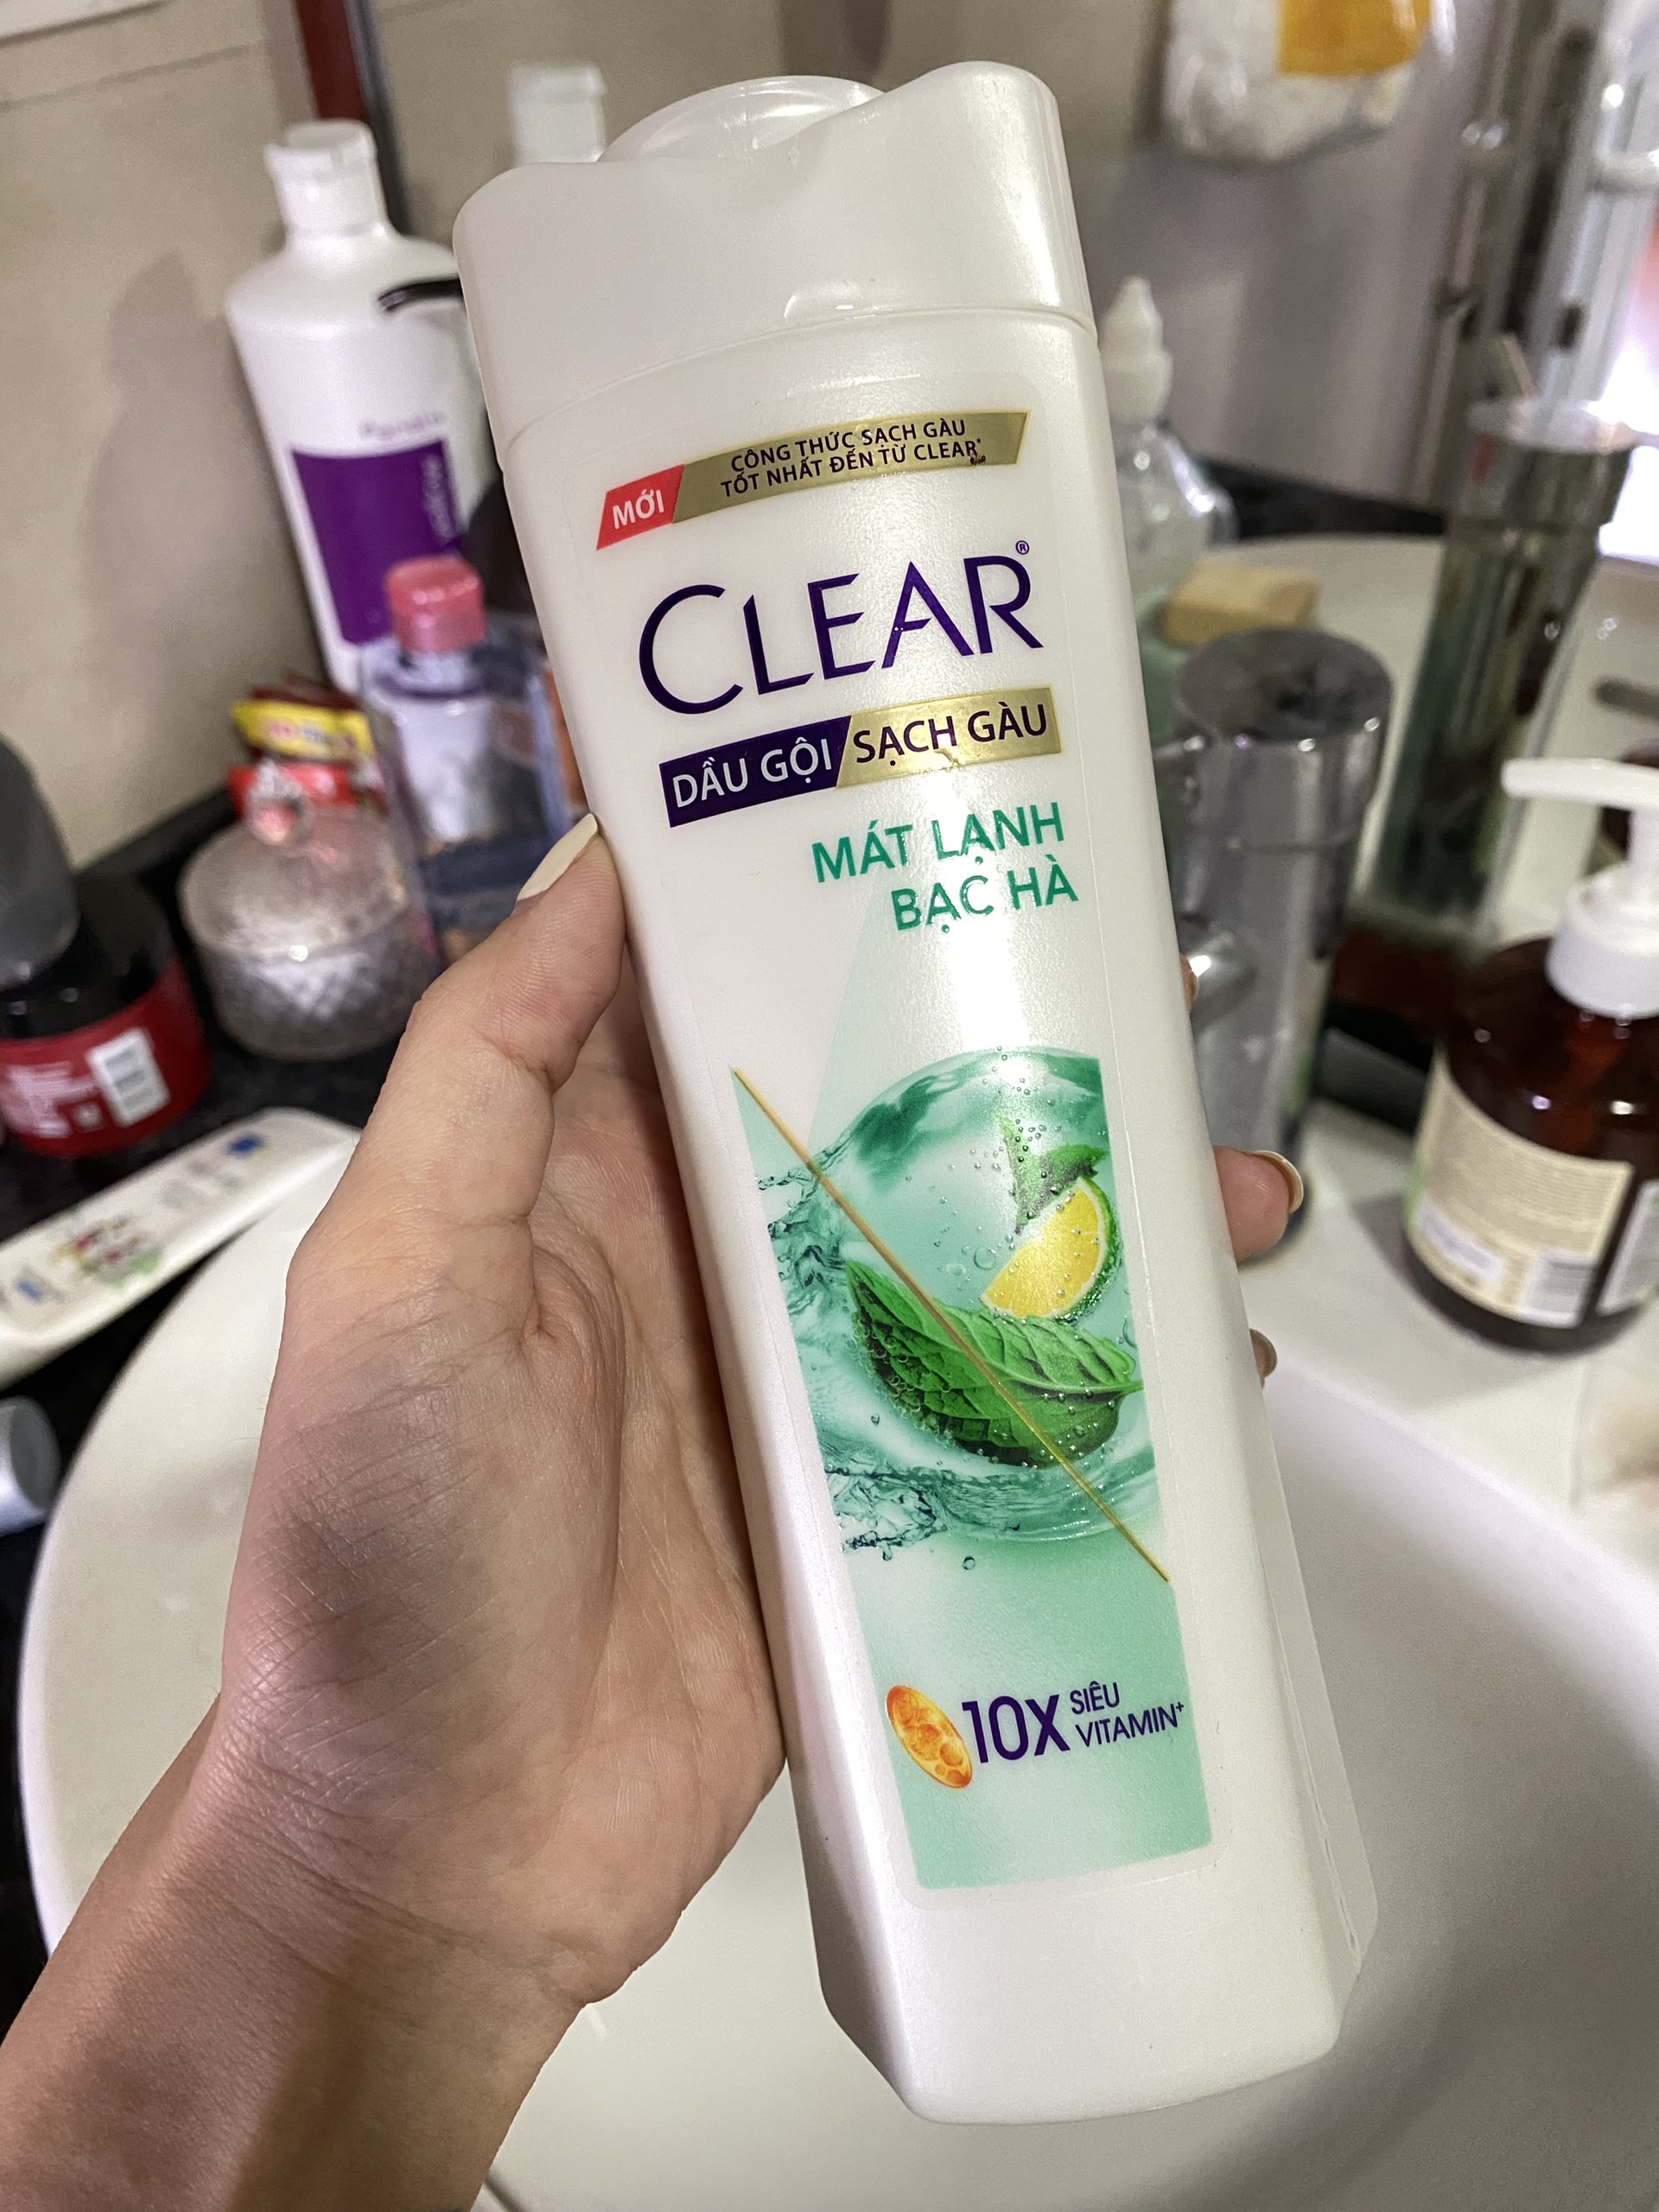 MỚI
CÔNG THỨC SẠCH GÀU
TỐT NHẤT ĐẾN TỪ CLEAR*
CLEAR®
DẦU GỘI SẠCH GÀU
MÁT LẠNH
BẠC HÀ
10X SIÊU
VITAMIN+